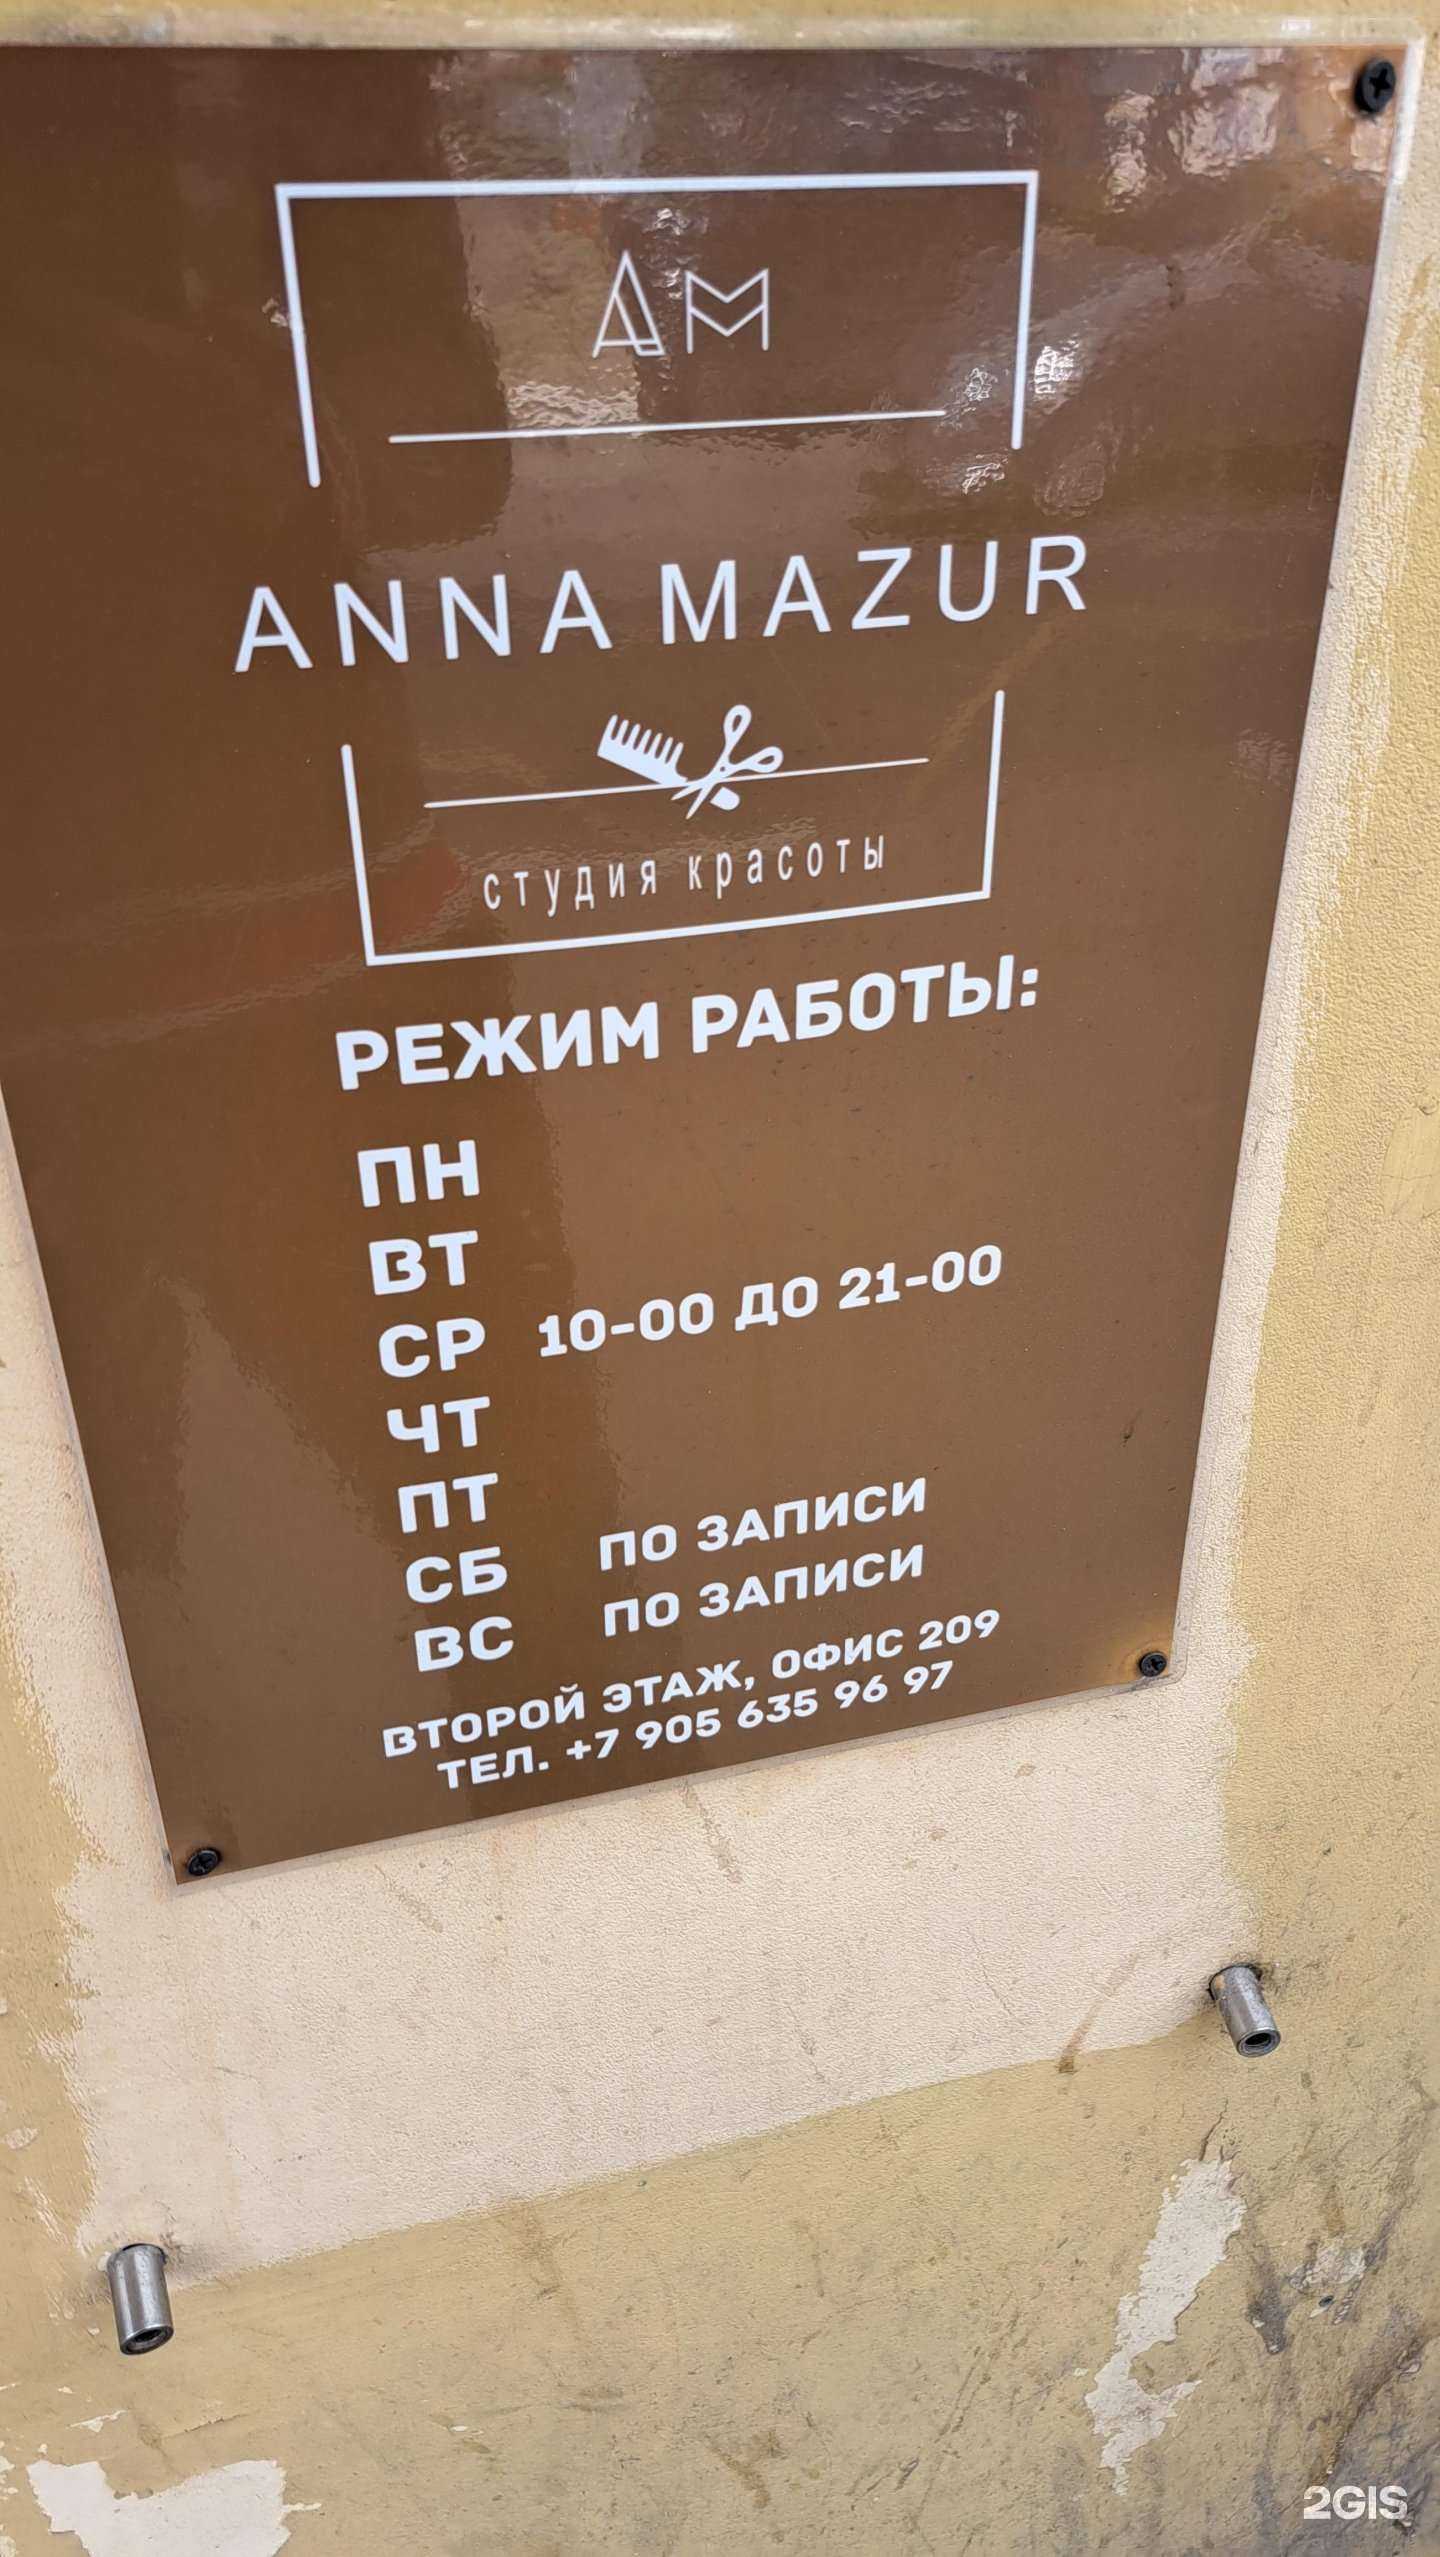 AM
ANNA MAZUR
студия красоты
РЕЖИМ РАБОТЫ:
ПН
ВТ
СР 10-00 ДО 21-00
ЧТ
ПТ
СБ ПО ЗАПИСИ
ВС ПО ЗАПИСИ
ВТОРОЙ ЭТАЖ, ОФИС 209
ТЕЛ. +7 905 635 96 97
2GIS